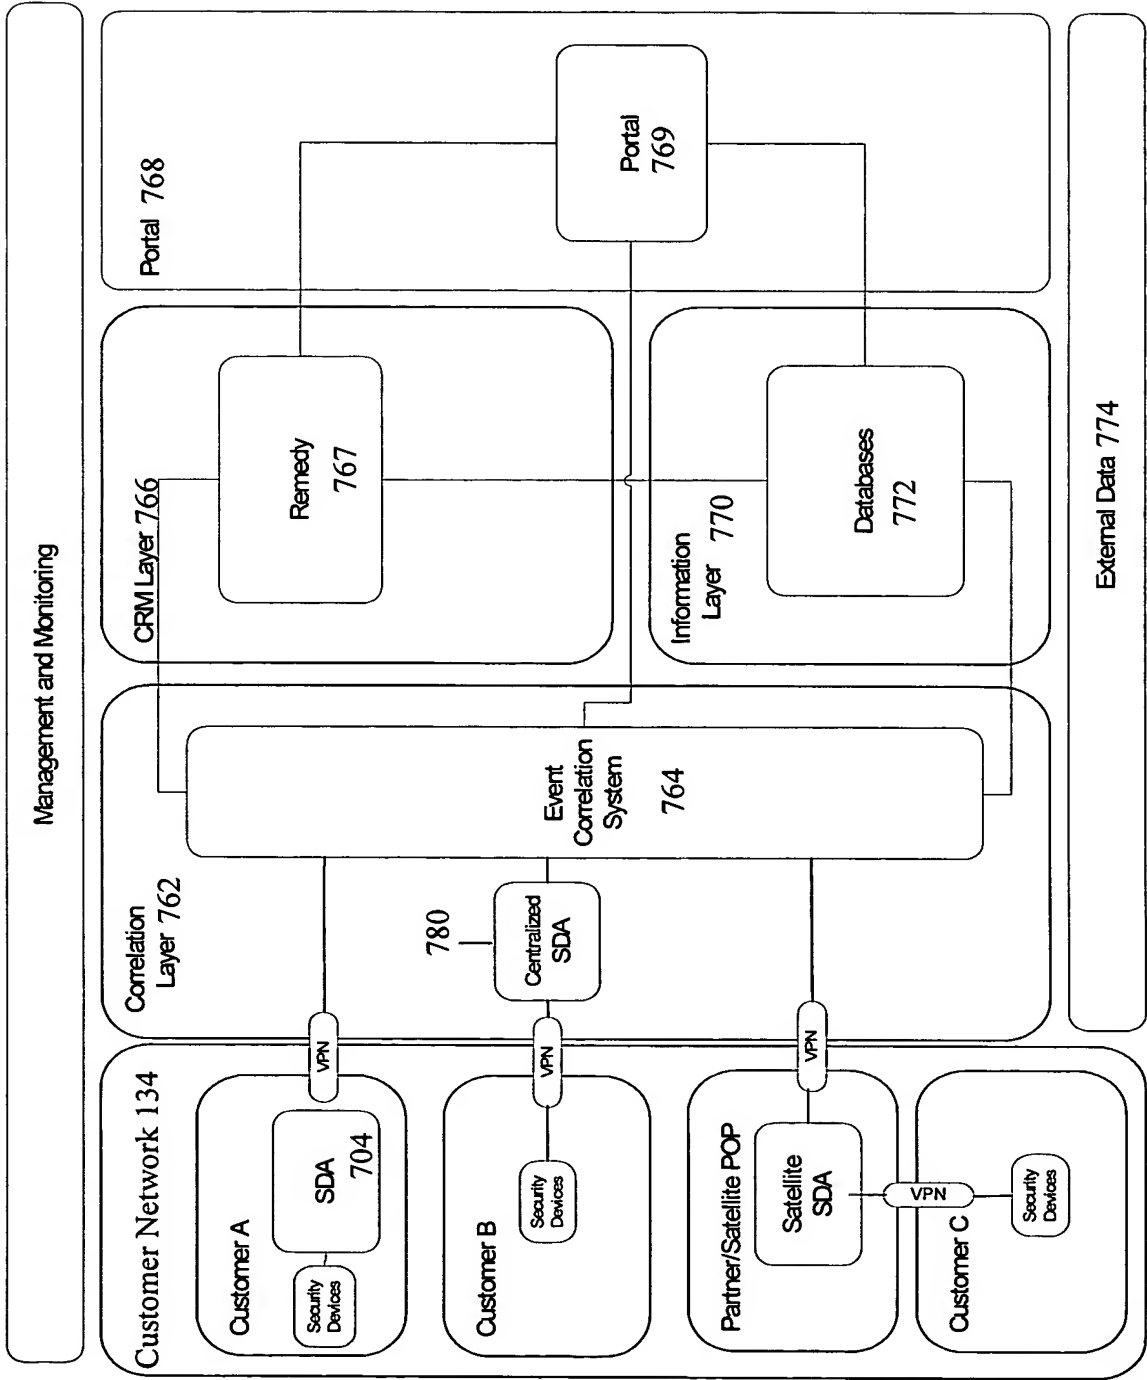 Management and Monitoring
Customer Network 134
Customer A
Security
Devices
SDA
704
VPN
Customer B
Security
Devices
VPN
Partner/Satellite POP
Satellite
SDA
VPN
VPN
Customer C
Security
Devices
Correlation
Layer 762
780
Centralized
SDA
Event
Correlation
System
764
CRM Layer 766
Remedy
767
Information
Layer 770
Databases
772
Portal 768
Portal
769
External Data 774